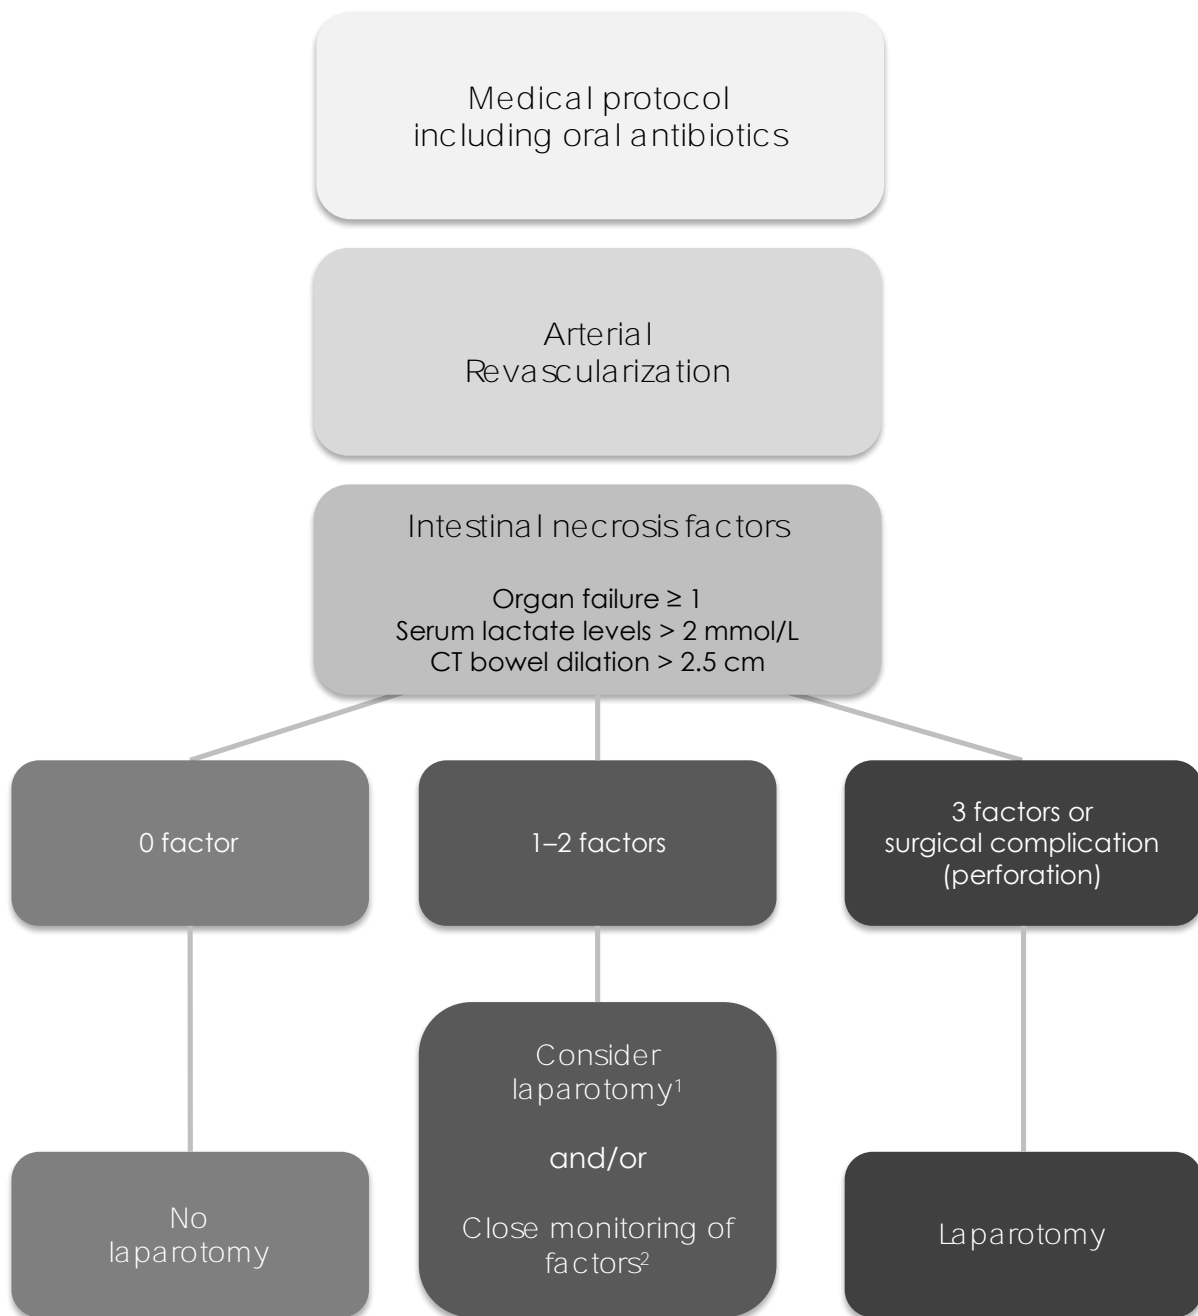 Medical protocol
including oral antibiotics
Arterial
Revascularization
Intestinal necrosis factors
Organ failure ≥ 1
Serum lactate levels > 2 mmol/L
CT bowel dilation > 2.5 cm
0 factor
1–2 factors
3 factors or
surgical complication
(perforation)
Consider
laparotomy¹
and/or
Close monitoring of
factors²
No
laparotomy
Laparotomy